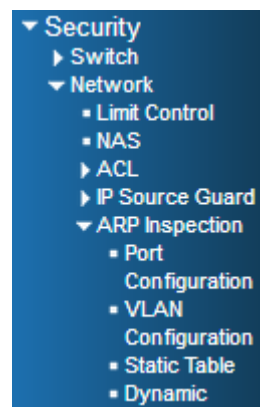 Security
Switch
Network
Limit Control
NAS
ACL
IP Source Guard
ARP Inspection
Port
Configuration
VLAN
Configuration
Static Table
Dynamic